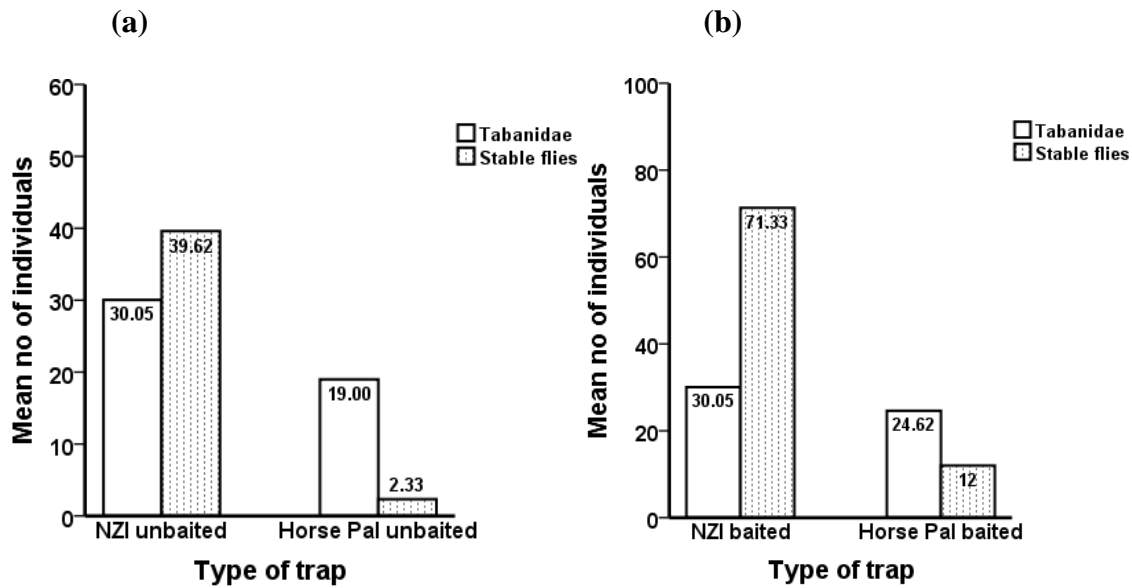 (a)
60
50
40
30
20
10
0
Mean no of individuals
Tabanidae
Stable flies
30.05
39.62
19.00
2.33
NZI unbaited
Horse Pal unbaited
Type of trap
(b)
100
80
60
40
20
0
Mean no of individuals
Tabanidae
Stable flies
30.05
71.33
24.62
12
NZI baited
Horse Pal baited
Type of trap